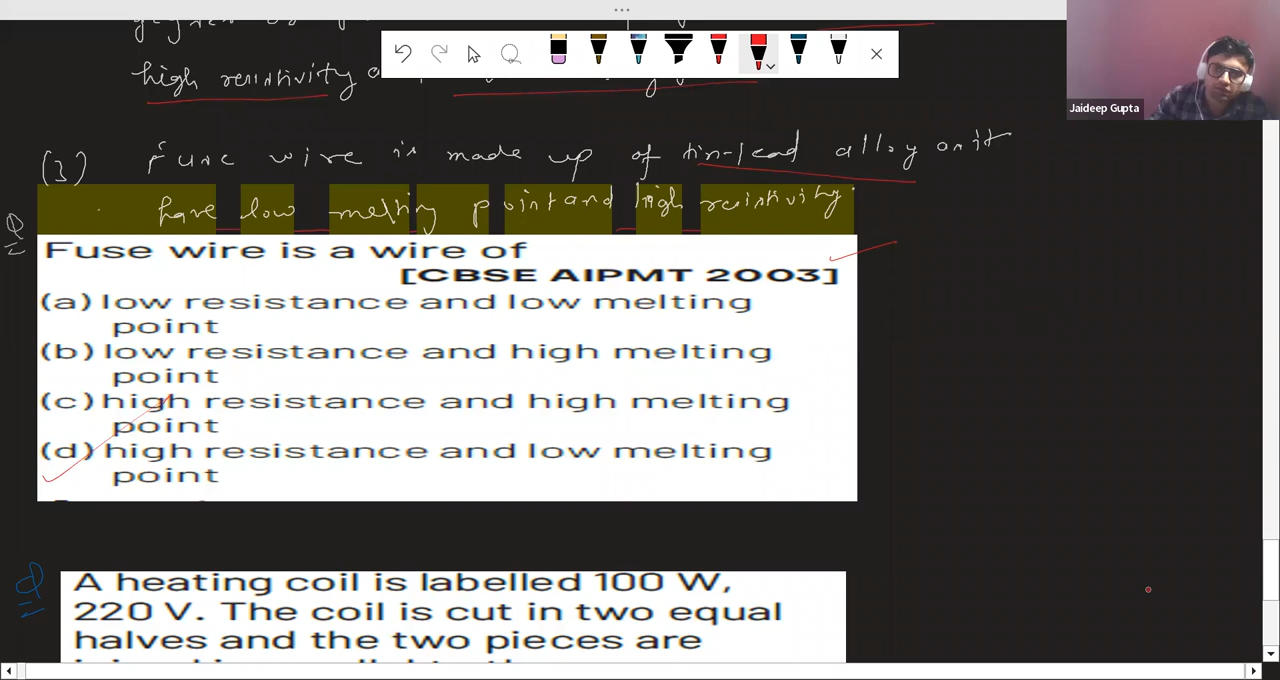 high resistivity
Jaideep Gupta
(3) Fuse wire is made up of tin-lead alloy as it
have low melting point and high resistivity.
Q
Fuse wire is a wire of
[CBSE AIPMT 2003]
(a) low resistance and low melting
point
(b) low resistance and high melting
point
(c) high resistance and high melting
point
(d) high resistance and low melting
point
Q
A heating coil is labelled 100 W,
220 V. The coil is cut in two equal
halves and the two pieces are